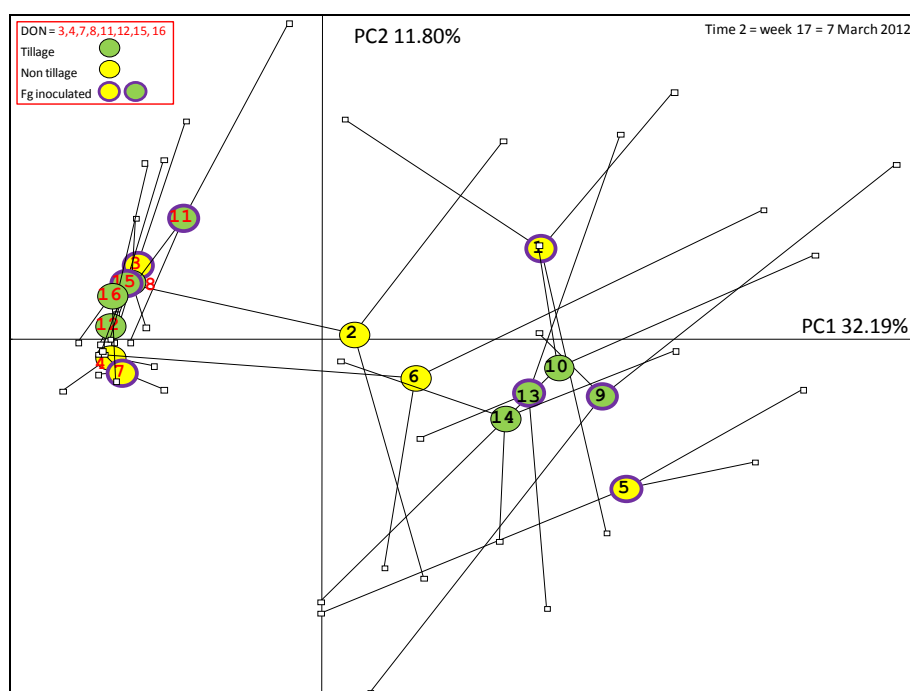 DON = 3,4,7,8,11,12,15, 16
Tillage
Non tillage
Fg inoculated
PC2 11.80%
Time 2 = week 17 = 7 March 2012
11
1
3
15
8
16
12
2
PC1 32.19%
4
7
6
10
13
9
14
5